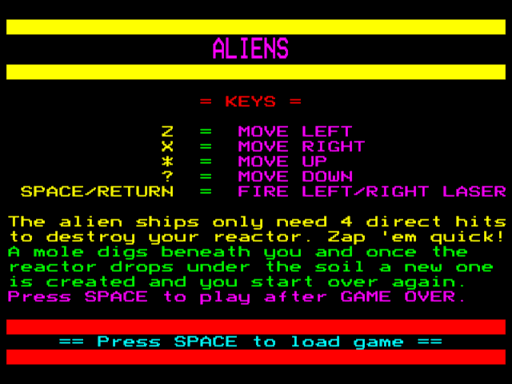 ALIENS
= KEYS =
Z = MOVE LEFT
X = MOVE RIGHT
* = MOVE UP
? = MOVE DOWN
SPACE/RETURN = FIRE LEFT/RIGHT LASER
The alien ships only need 4 direct hits
to destroy your reactor. Zap 'em quick!
A mole digs beneath you and once the
reactor drops under the soil a new one
is created and you start over again.
Press SPACE to play after GAME OVER.
== Press SPACE to load game ==